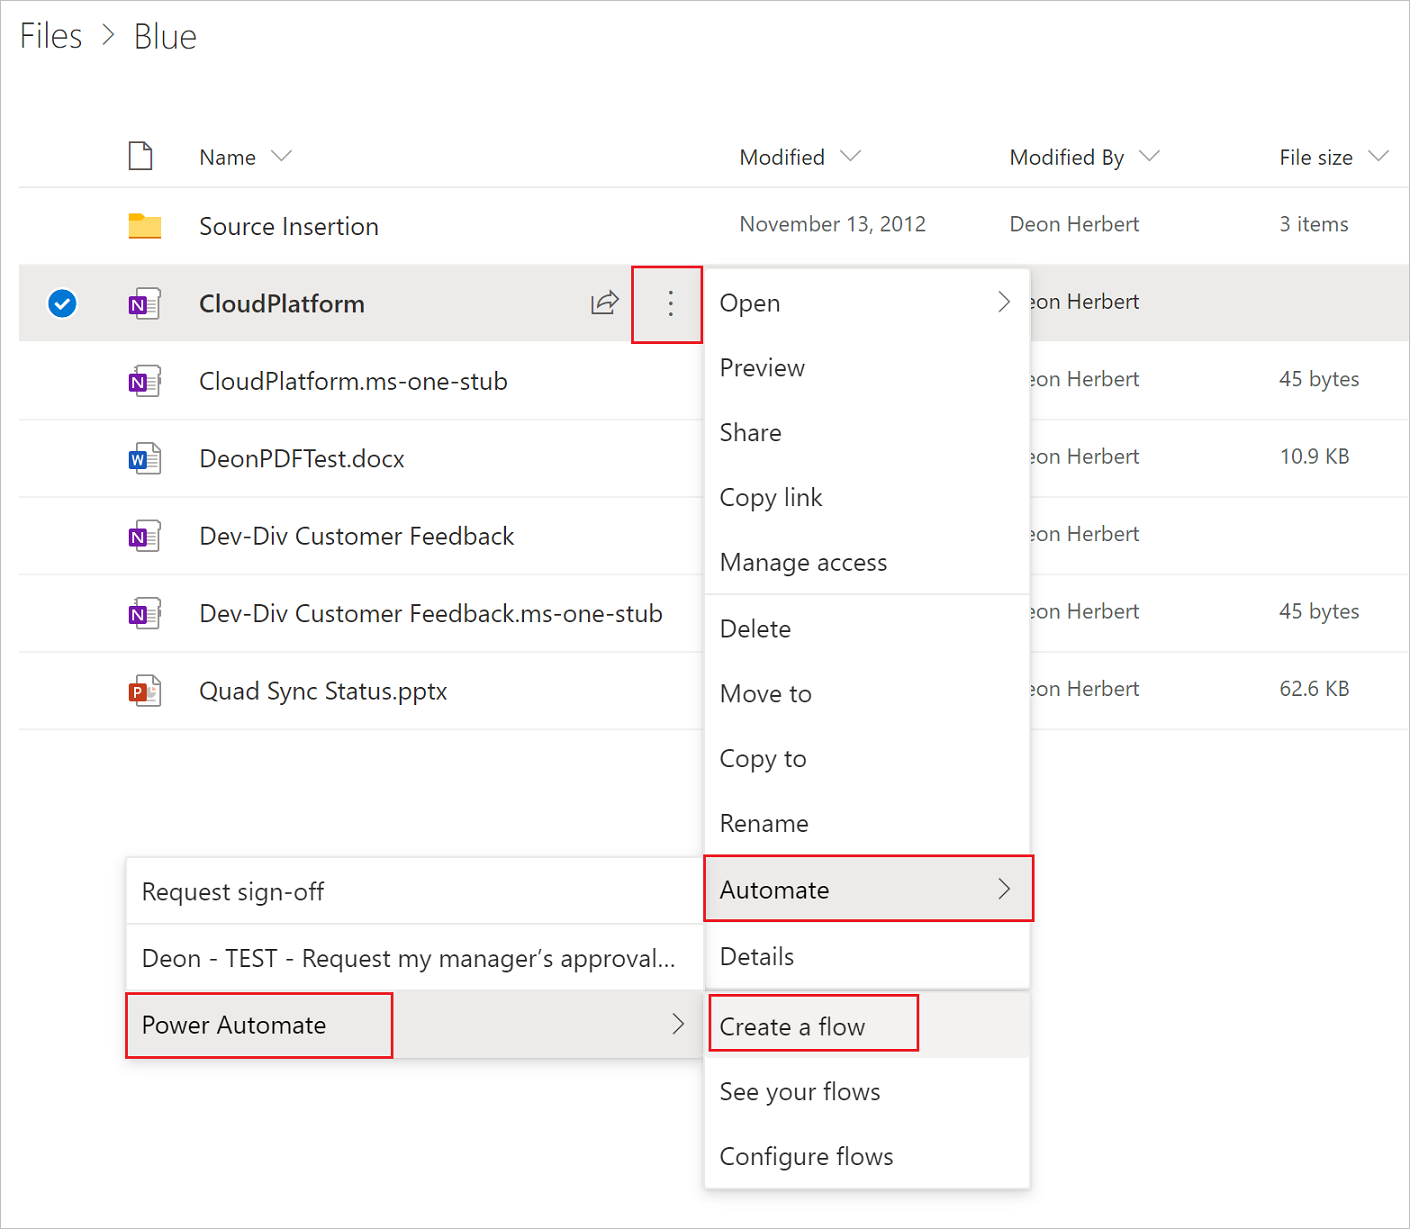 Files > Blue
Name Modified Modified By File size
Source Insertion November 13, 2012 Deon Herbert 3 items
CloudPlatform Open eon Herbert
Preview
CloudPlatform.ms-one-stub eon Herbert 45 bytes
Share
DeonPDFTest.docx eon Herbert 10.9 KB
Copy link
Dev-Div Customer Feedback eon Herbert
Manage access
Dev-Div Customer Feedback.ms-one-stub eon Herbert 45 bytes
Delete
Quad Sync Status.pptx Move to eon Herbert 62.6 KB
Copy to
Rename
Request sign-off Automate
Deon - TEST - Request my manager’s approval... Details
Power Automate Create a flow
See your flows
Configure flows